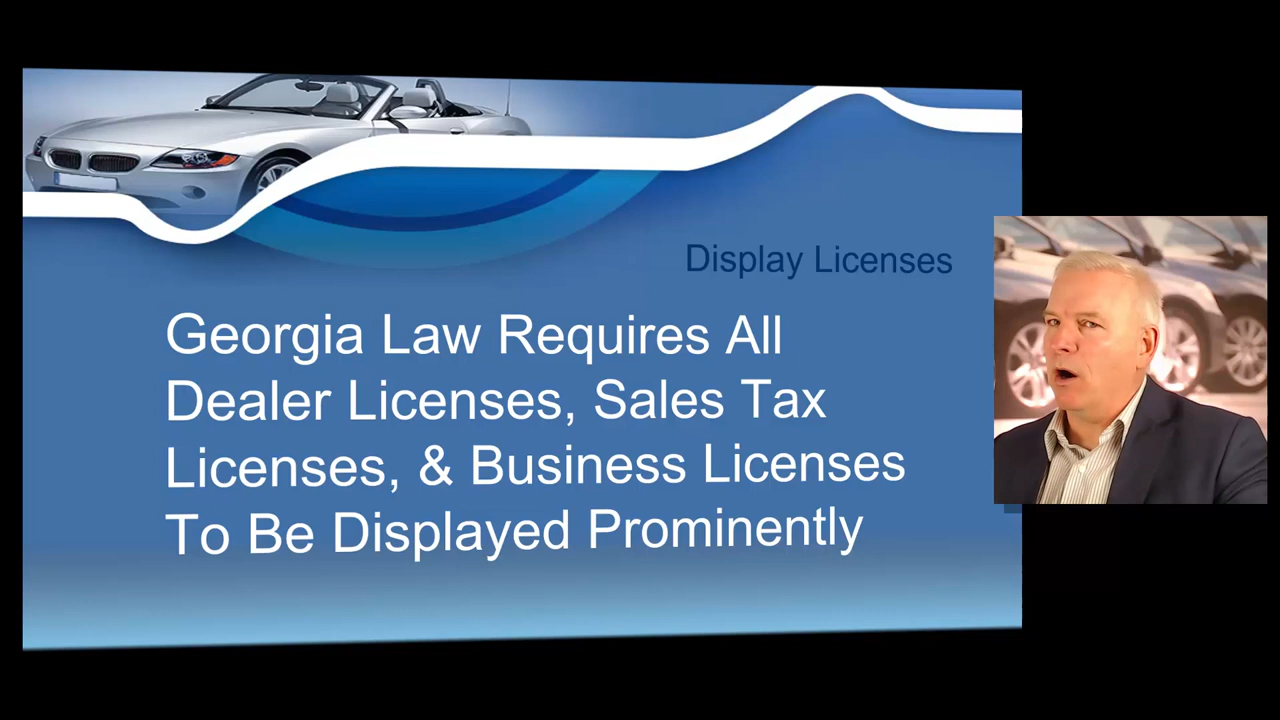 Display Licenses
Georgia Law Requires All
Dealer Licenses, Sales Tax
Licenses, & Business Licenses
To Be Displayed Prominently